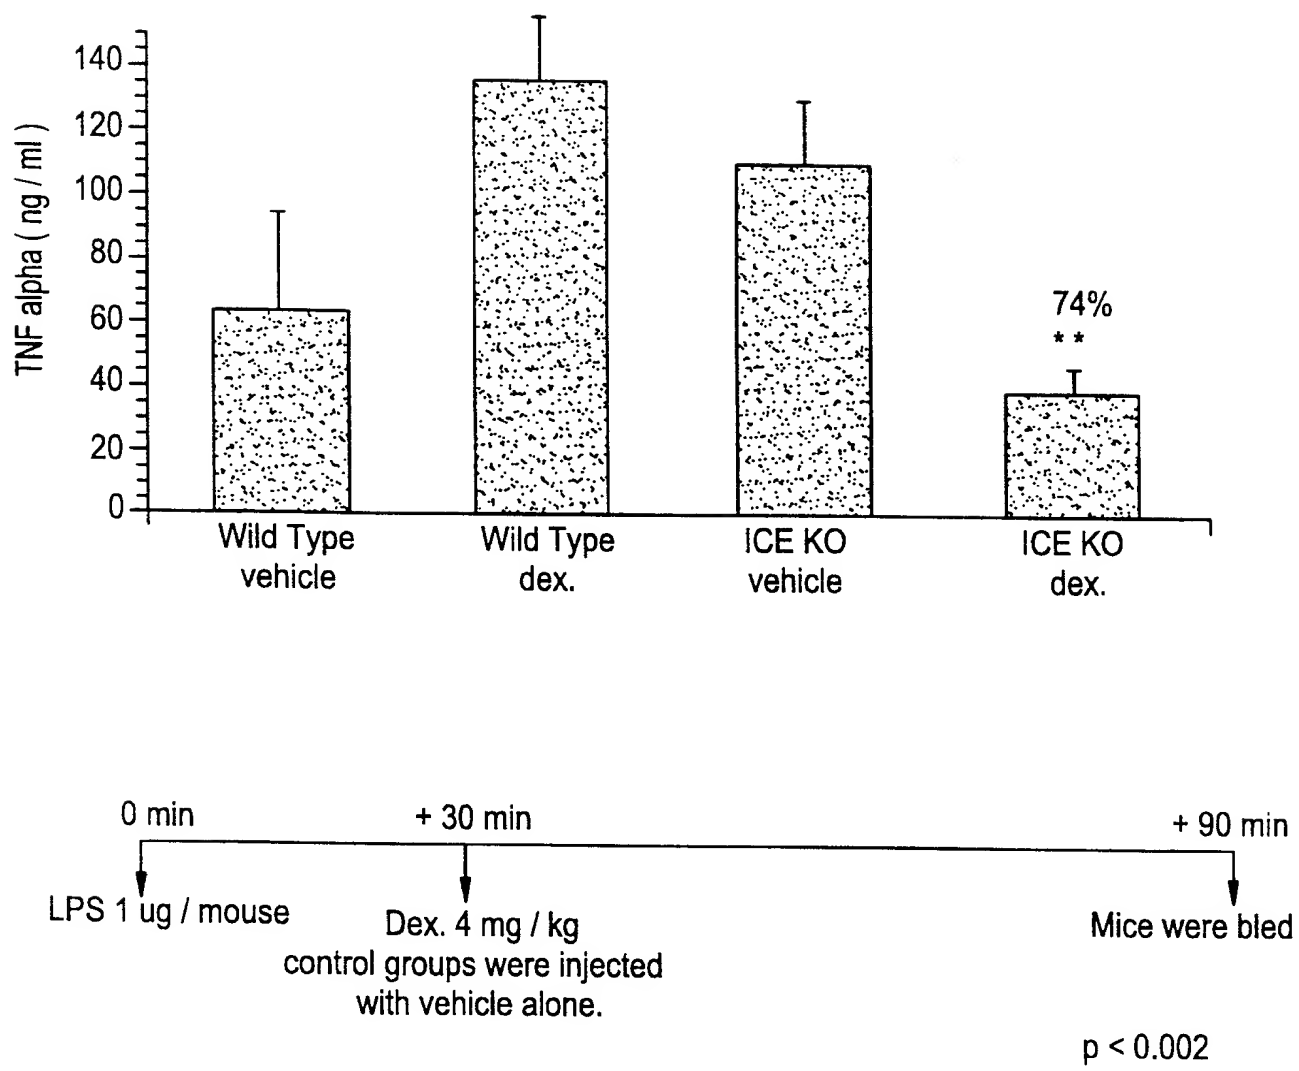 TNF alpha ( ng / ml )
140
120
100
80
60
40
20
0
74%
**
Wild Type
vehicle
Wild Type
dex.
ICE KO
vehicle
ICE KO
dex.
0 min
+ 30 min
+ 90 min
LPS 1 ug / mouse
Dex. 4 mg / kg
control groups were injected
with vehicle alone.
Mice were bled
p < 0.002